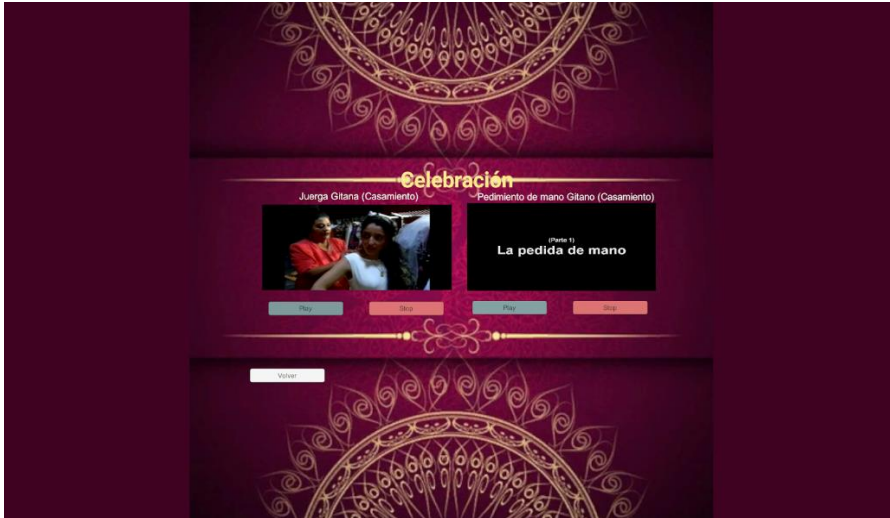 Celebración
Juerga Gitana (Casamiento)
Pedimiento de mano Gitano (Casamiento)
(Parte 1)
La pedida de mano
Play
Stop
Play
Stop
Volver